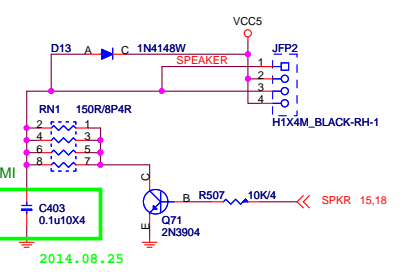 VCC5
D13 A C 1N4148W JFP2
SPEAKER 1
2
3
4
RN1 150R/8P4R H1X4M_BLACK-RH-1
2 1
4 3
6 5
8 7
MI
C
C403 R507 10K/4 SPKR 15,18
0.1u10X4 B
E Q71
2N3904
2014.08.25